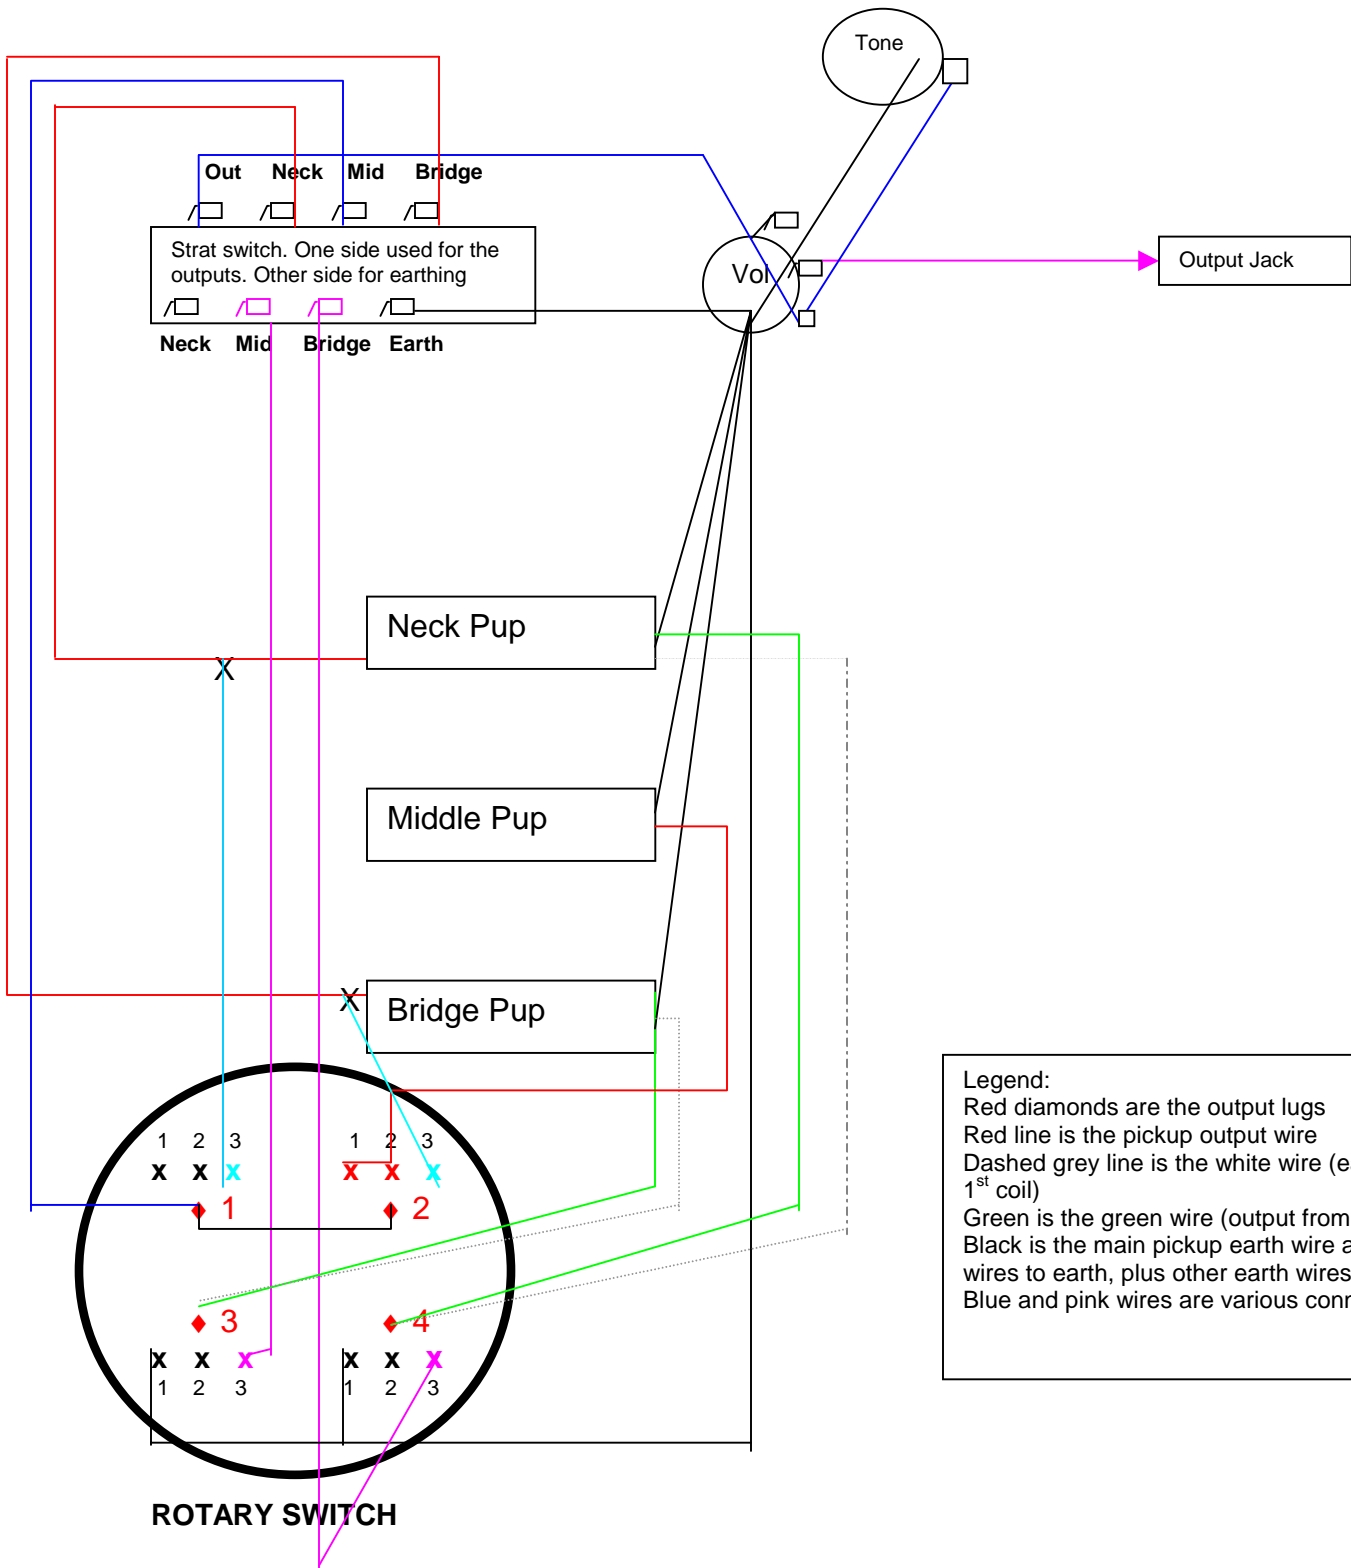 Tone
Out Neck Mid Bridge
Strat switch. One side used for the
outputs. Other side for earthing
Vol
Output Jack
Neck Mid Bridge Earth
Neck Pup
X
Middle Pup
X
Bridge Pup
Legend:
Red diamonds are the output lugs
Red line is the pickup output wire
Dashed grey line is the white wire
1st coil)
Green is the green wire (output from
Black is the main pickup earth wire
wires to earth, plus other earth wires
Blue and pink wires are various
1 2 3 1 2 3
x x x x x x
1 2
3 4
x x x x x x
1 2 3 1 2 3
ROTARY SWITCH